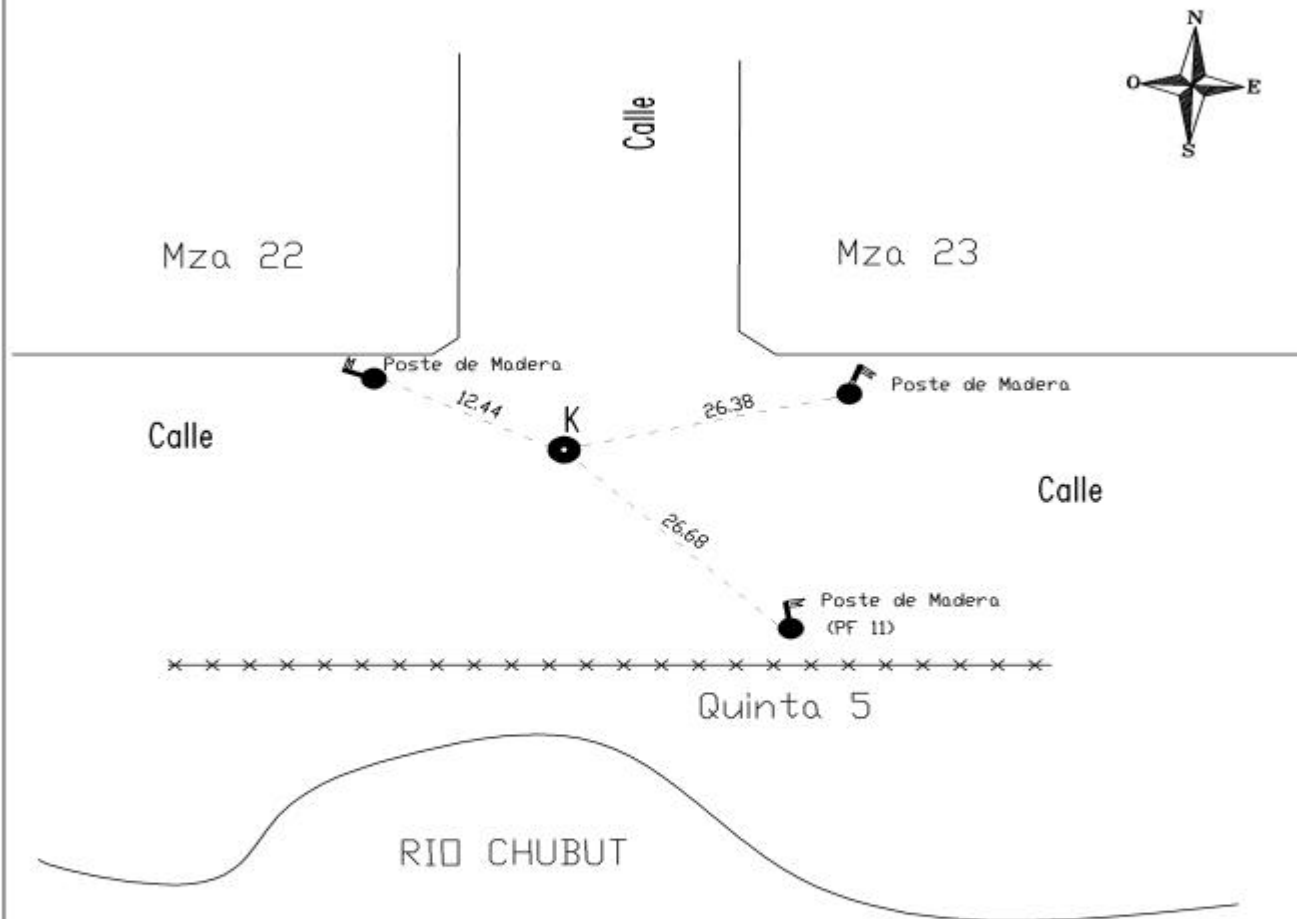 N
O
E
S
Calle
Mza 22
Mza 23
Poste de Madera
Poste de Madera
12.44
26.38
K
Calle
Calle
26.68
Poste de Madera
(PF 11)
Quinta 5
RIO CHUBUT